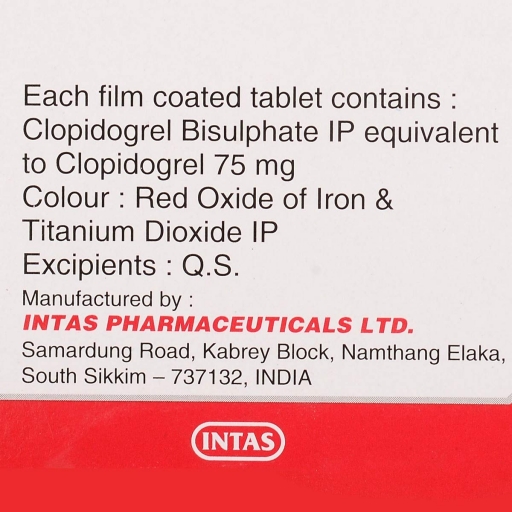 Each film coated tablet contains :
Clopidogrel Bisulphate IP equivalent
to Clopidogrel 75 mg
Colour : Red Oxide of Iron &
Titanium Dioxide IP
Excipients : Q.S.
Manufactured by :
INTAS PHARMACEUTICALS LTD.
Samardung Road, Kabrey Block, Namthang Elaka,
South Sikkim – 737132, INDIA
INTAS